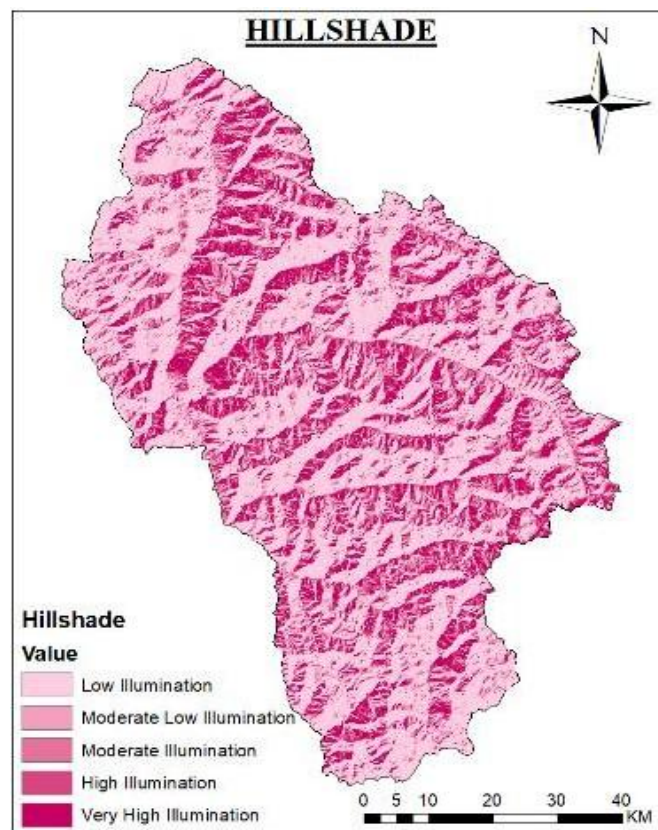 HILLSHADE
N
Hillshade
Value
Low Illumination
Moderate Low Illumination
Moderate Illumination
High Illumination
Very High Illumination
0 5 10 20 30 40
KM